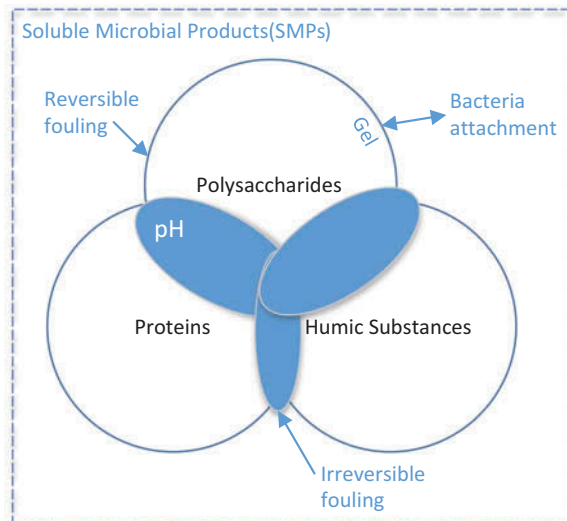 Soluble Microbial Products(SMPs)
Reversible
fouling
Bacteria
attachment
Gel
Polysaccharides
pH
Proteins
Humic Substances
Irreversible
fouling